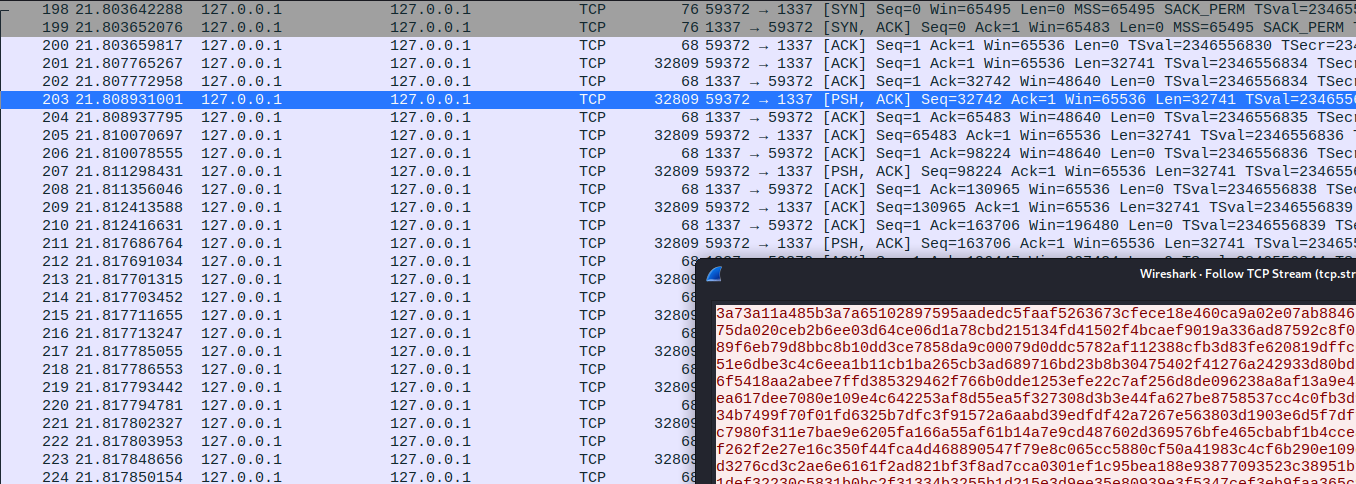 198 21.803642288 127.0.0.1 127.0.0.1 TCP 76 59372 → 1337 [SYN] Seq=0 Win=65495 Len=0 MSS=65495 SACK_PERM TSval=234655
199 21.803652076 127.0.0.1 127.0.0.1 TCP 76 1337 → 59372 [SYN, ACK] Seq=0 Ack=1 Win=65483 Len=0 MSS=65495 SACK_PERM T
200 21.803659817 127.0.0.1 127.0.0.1 TCP 68 59372 → 1337 [ACK] Seq=1 Ack=1 Win=65536 Len=0 TSval=2346556830 TSecr=234
201 21.807765267 127.0.0.1 127.0.0.1 TCP 32809 59372 → 1337 [ACK] Seq=1 Ack=1 Win=65536 Len=32741 TSval=2346556834 TSec
202 21.807772958 127.0.0.1 127.0.0.1 TCP 68 1337 → 59372 [ACK] Seq=1 Ack=32742 Win=48640 Len=0 TSval=2346556834 TSecr
203 21.808931001 127.0.0.1 127.0.0.1 TCP 32809 59372 → 1337 [PSH, ACK] Seq=32742 Ack=1 Win=65536 Len=32741 TSval=234655
204 21.808937795 127.0.0.1 127.0.0.1 TCP 68 1337 → 59372 [ACK] Seq=1 Ack=65483 Win=48640 Len=0 TSval=2346556835 TSecr
205 21.810070697 127.0.0.1 127.0.0.1 TCP 32809 59372 → 1337 [ACK] Seq=65483 Ack=1 Win=65536 Len=32741 TSval=2346556836 T
206 21.810078555 127.0.0.1 127.0.0.1 TCP 68 1337 → 59372 [ACK] Seq=1 Ack=98224 Win=48640 Len=0 TSval=2346556836 TSecr
207 21.811298431 127.0.0.1 127.0.0.1 TCP 32809 59372 → 1337 [PSH, ACK] Seq=98224 Ack=1 Win=65536 Len=32741 TSval=234655
208 21.811356046 127.0.0.1 127.0.0.1 TCP 68 1337 → 59372 [ACK] Seq=1 Ack=130965 Win=65536 Len=0 TSval=2346556838 TSec
209 21.812413588 127.0.0.1 127.0.0.1 TCP 32809 59372 → 1337 [ACK] Seq=130965 Ack=1 Win=65536 Len=32741 TSval=2346556839
210 21.812416631 127.0.0.1 127.0.0.1 TCP 68 1337 → 59372 [ACK] Seq=1 Ack=163706 Win=196480 Len=0 TSval=2346556839 TSe
211 21.817686764 127.0.0.1 127.0.0.1 TCP 32809 59372 → 1337 [PSH, ACK] Seq=163706 Ack=1 Win=65536 Len=32741 TSval=23465
212 21.817691034 127.0.0.1 127.0.0.1 TCP 68
213 21.817701315 127.0.0.1 127.0.0.1 TCP 32809
214 21.817703452 127.0.0.1 127.0.0.1 TCP 68
215 21.817711655 127.0.0.1 127.0.0.1 TCP 32809
216 21.817713247 127.0.0.1 127.0.0.1 TCP 68
217 21.817785055 127.0.0.1 127.0.0.1 TCP 32809
218 21.817786553 127.0.0.1 127.0.0.1 TCP 68
219 21.817793442 127.0.0.1 127.0.0.1 TCP 32809
220 21.817794781 127.0.0.1 127.0.0.1 TCP 68
221 21.817802327 127.0.0.1 127.0.0.1 TCP 32809
222 21.817803953 127.0.0.1 127.0.0.1 TCP 68
223 21.817848656 127.0.0.1 127.0.0.1 TCP 32809
224 21.817850154 127.0.0.1 127.0.0.1 TCP 68
Wireshark · Follow TCP Stream (tcp.str
3a73a11a485b3a7a65102897595aadedc5faaf5263673cfece18e460ca9a02e07ab8846
75da020ceb2b6ee03d64ce06d1a78cbd215134fd41502f4bcaef9019a336ad87592c8f0
89f6eb79d8bbc8b10dd3ce7858da9c00079d0ddc5782af112388cfb3d83fe620819dffc
51e6dbe3c4c6eea1b11cb1ba265cb3ad689716bd23b8b30475402f41276a242933d80bd
6f5418aa2abee7ffd385329462f766b0dde1253efe22c7af256d8de096238a8af13a9e4
ea617dee7080e109e4c642253af8d55ea5f327308d3b3e44fa627be8758537cc4c0fb3d
34b7499f70f01fd6325b7dfc3f91572a6aabd39edfdf42a7267e563803d1903e6d5f7df
c7980f311e7bae9e6205fa166a55af61b14a7e9cd487602d369576bfe465cbabf1b4cce
f262f2e27e16c350f44fca4d468890547f79e8c065cc5880cf50a41983c4cf6b290e109
d3276cd3c2ae6e6161f2ad821bf3f8ad7cca0301ef1c95bea188e93877093523c38951b